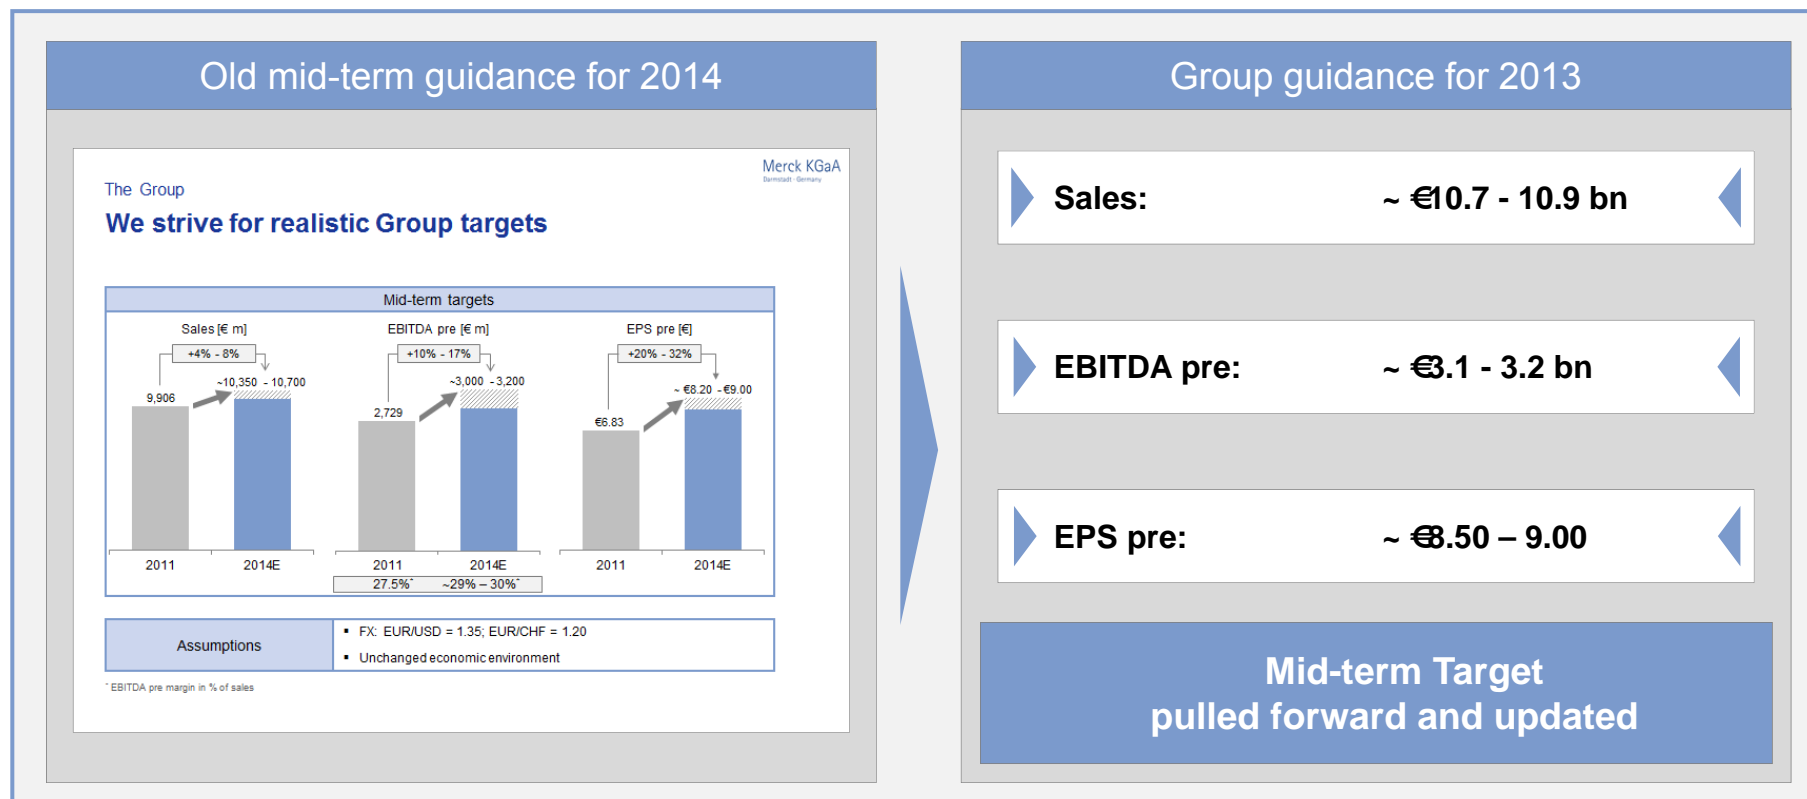 Old mid-term guidance for 2014
Merck KGaA
Darmstadt · Germany
The Group
We strive for realistic Group targets
Mid-term targets
Sales [€ m]
+4% - 8%
~10,350 - 10,700
9,906
2011
2014E
EBITDA pre [€ m]
+10% - 17%
~3,000 - 3,200
2,729
2011
2014E
27.5%* ~29% – 30%*
EPS pre [€]
+20% - 32%
~ €8.20 - €9.00
€6.83
2011
2014E
Assumptions
▪ FX: EUR/USD = 1.35; EUR/CHF = 1.20
▪ Unchanged economic environment
* EBITDA pre margin in % of sales
Group guidance for 2013
Sales: ~ €10.7 - 10.9 bn
EBITDA pre: ~ €3.1 - 3.2 bn
EPS pre: ~ €8.50 – 9.00
Mid-term Target
pulled forward and updated